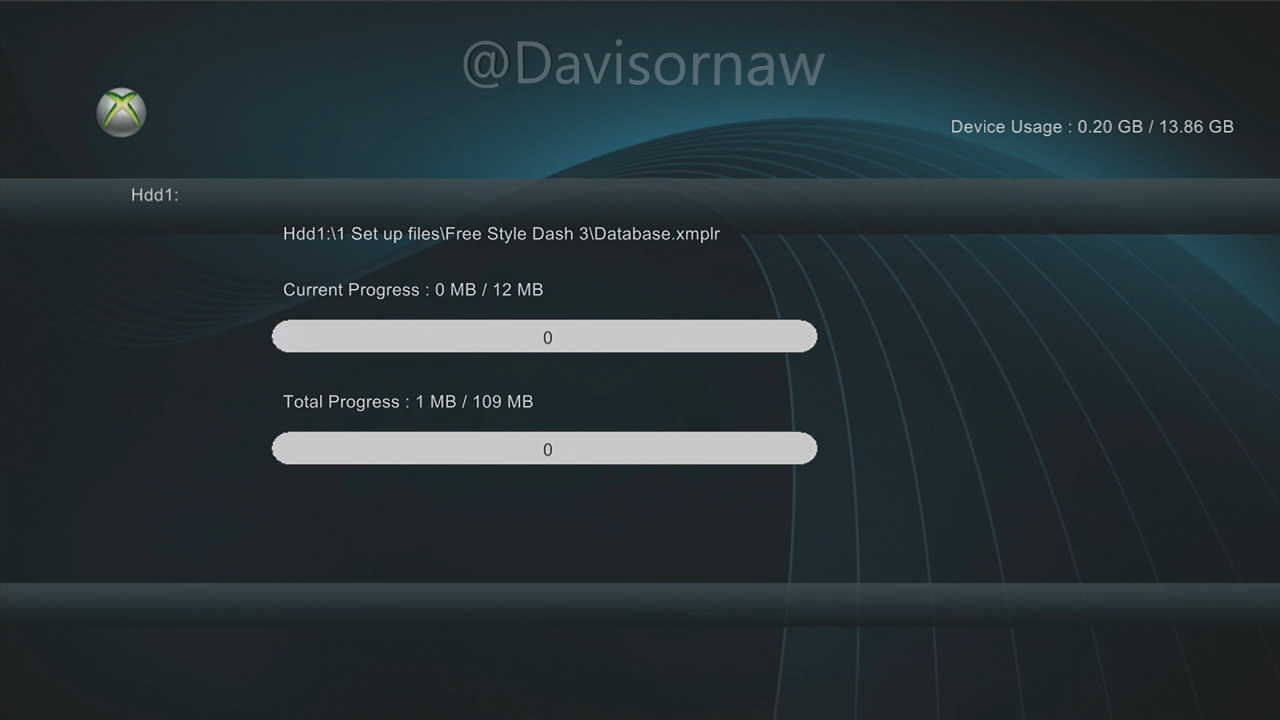 @Davisornaw
Device Usage : 0.20 GB / 13.86 GB
Hdd1:
Hdd1:\1 Set up files\Free Style Dash 3\Database.xmplr
Current Progress : 0 MB / 12 MB
0
Total Progress : 1 MB / 109 MB
0